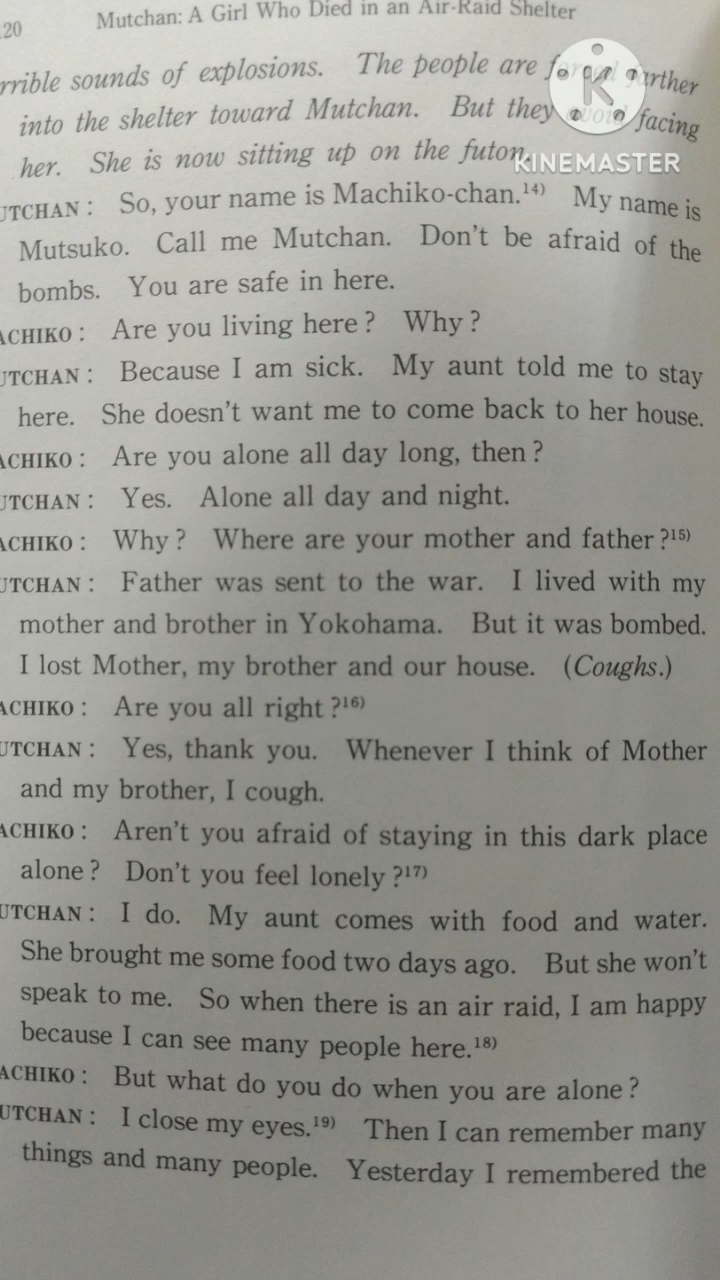 20 Mutchan: A Girl Who Died in an Air-Raid Shelter
rrible sounds of explosions. The people are forced further
into the shelter toward Mutchan. But they avoid facing
her. She is now sitting up on the futon.
KINEMASTER
UTCHAN: So, your name is Machiko-chan.¹⁴⁾ My name is
Mutsuko. Call me Mutchan. Don't be afraid of the
bombs. You are safe in here.
ACHIKO: Are you living here? Why?
UTCHAN: Because I am sick. My aunt told me to stay
here. She doesn't want me to come back to her house.
ACHIKO: Are you alone all day long, then?
UTCHAN: Yes. Alone all day and night.
ACHIKO: Why? Where are your mother and father?¹⁵⁾
UTCHAN: Father was sent to the war. I lived with my
mother and brother in Yokohama. But it was bombed.
I lost Mother, my brother and our house. (Coughs.)
ACHIKO: Are you all right?¹⁶⁾
UTCHAN: Yes, thank you. Whenever I think of Mother
and my brother, I cough.
ACHIKO: Aren't you afraid of staying in this dark place
alone? Don't you feel lonely?¹⁷⁾
UTCHAN: I do. My aunt comes with food and water.
She brought me some food two days ago. But she won't
speak to me. So when there is an air raid, I am happy
because I can see many people here.¹⁸⁾
ACHIKO: But what do you do when you are alone?
UTCHAN: I close my eyes.¹⁹⁾ Then I can remember many
things and many people. Yesterday I remembered the